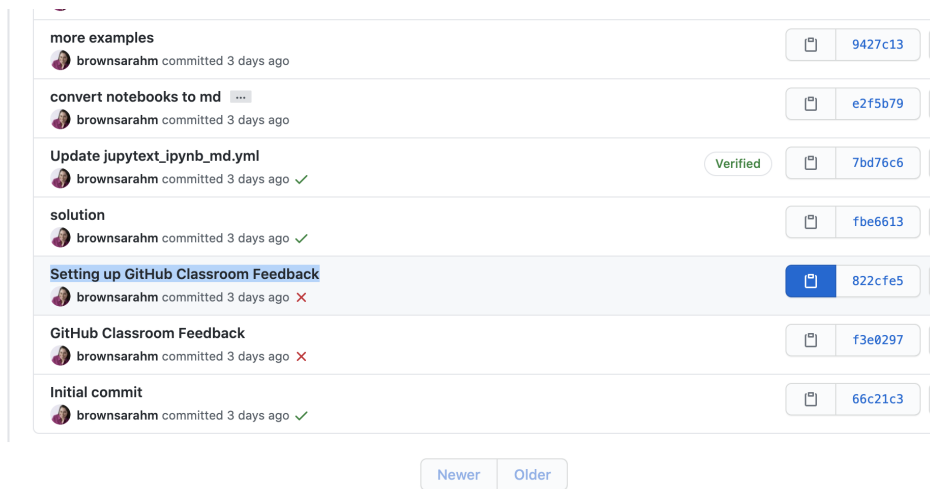 more examples
brownsarahm committed 3 days ago
9427c13
convert notebooks to md ...
brownsarahm committed 3 days ago
e2f5b79
Update jupytext_ipynb_md.yml
brownsarahm committed 3 days ago
Verified
7bd76c6
solution
brownsarahm committed 3 days ago
fbe6613
Setting up GitHub Classroom Feedback
brownsarahm committed 3 days ago
822cfe5
GitHub Classroom Feedback
brownsarahm committed 3 days ago
f3e0297
Initial commit
brownsarahm committed 3 days ago
66c21c3
Newer Older